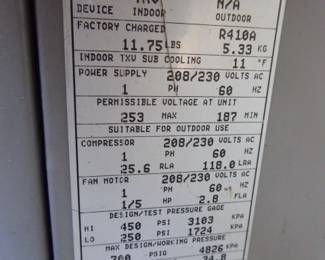 TXV N/A
DEVICE INDOOR OUTDOOR
FACTORY CHARGED R410A
11.75 LBS 5.33 KG
INDOOR TXV SUB COOLING 11 °F
POWER SUPPLY 208/230 VOLTS AC
1 PH 60 HZ
PERMISSIBLE VOLTAGE AT UNIT
253 MAX 187 MIN
SUITABLE FOR OUTDOOR USE
COMPRESSOR 208/230 VOLTS AC
1 PH 60 HZ
25.6 RLA 118.0 LRA
FAN MOTOR 208/230 VOLTS AC
1 PH 60 HZ
1/5 HP 2.8 FLA
DESIGN/TEST PRESSURE GAGE
HI 450 PSI 3103 KPA
LO 250 PSI 1724 KPA
MAX DESIGN/WORKING PRESSURE
700 PSIG 4826 KPA
34.8